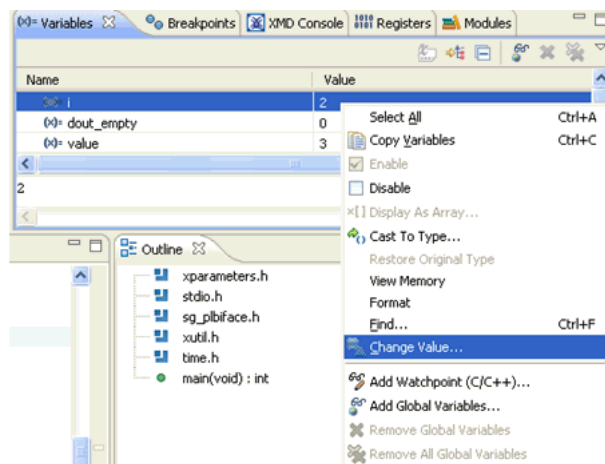 (x)= Variables Breakpoints XMD Console 1010 0101 Registers Modules
Name Value
(x)= i 2
(x)= dout_empty 0
(x)= value 3
2
Select All Ctrl+A
Copy Variables Ctrl+C
Enable
Disable
×[] Display As Array...
Cast To Type...
Restore Original Type
View Memory
Format
Find... Ctrl+F
Change Value...
Add Watchpoint (C/C++)...
Add Global Variables...
Remove Global Variables
Remove All Global Variables
Outline
xparameters.h
stdio.h
sg_plbiface.h
xutil.h
time.h
main(void) : int